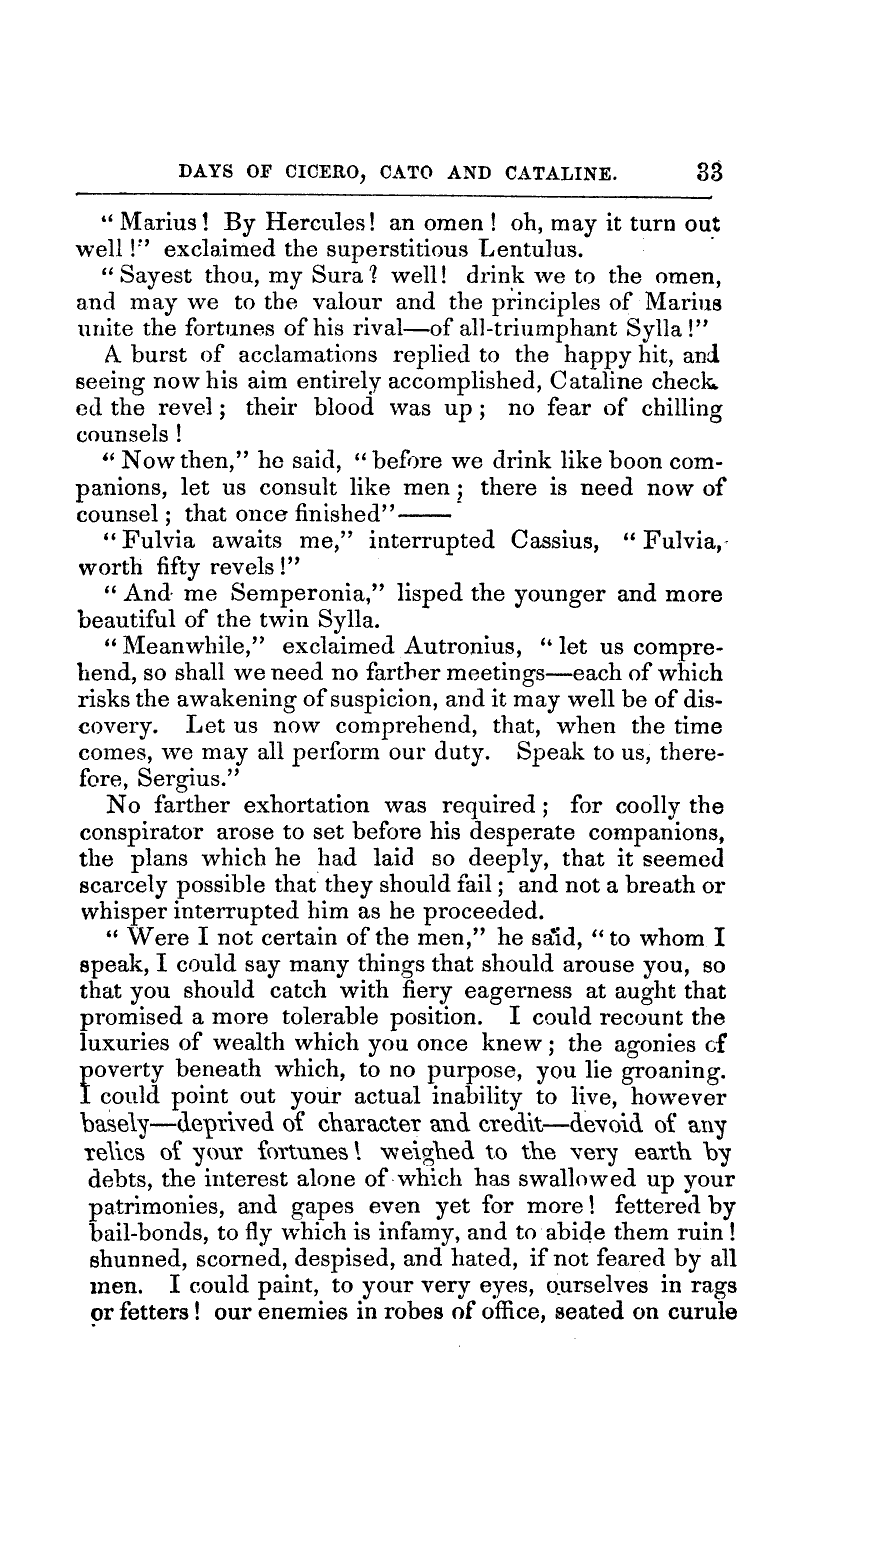 DAYS OF CICERO, CATO AND CATALINE. 33
“Marius! By Hercules! an omen! oh, may it turn out
well!” exclaimed the superstitious Lentulus.
“Sayest thou, my Sura? well! drink we to the omen,
and may we to the valour and the principles of Marius
unite the fortunes of his rival—of all-triumphant Sylla!”
A burst of acclamations replied to the happy hit, and
seeing now his aim entirely accomplished, Cataline check
ed the revel; their blood was up; no fear of chilling
counsels!
“Now then,” he said, “before we drink like boon com-
panions, let us consult like men; there is need now of
counsel; that once finished”——
“Fulvia awaits me,” interrupted Cassius, “Fulvia,
worth fifty revels!”
“And me Semperonia,” lisped the younger and more
beautiful of the twin Sylla.
“Meanwhile,” exclaimed Autronius, “let us compre-
hend, so shall we need no farther meetings—each of which
risks the awakening of suspicion, and it may well be of dis-
covery. Let us now comprehend, that, when the time
comes, we may all perform our duty. Speak to us, there-
fore, Sergius.”
No farther exhortation was required; for coolly the
conspirator arose to set before his desperate companions,
the plans which he had laid so deeply, that it seemed
scarcely possible that they should fail; and not a breath or
whisper interrupted him as he proceeded.
“Were I not certain of the men,” he said, “to whom I
speak, I could say many things that should arouse you, so
that you should catch with fiery eagerness at aught that
promised a more tolerable position. I could recount the
luxuries of wealth which you once knew; the agonies of
poverty beneath which, to no purpose, you lie groaning.
I could point out your actual inability to live, however
basely—deprived of character and credit—devoid of any
relics of your fortunes! weighed to the very earth by
debts, the interest alone of which has swallowed up your
patrimonies, and gapes even yet for more! fettered by
bail-bonds, to fly which is infamy, and to abide them ruin!
shunned, scorned, despised, and hated, if not feared by all
men. I could paint, to your very eyes, ourselves in rags
or fetters! our enemies in robes of office, seated on curule